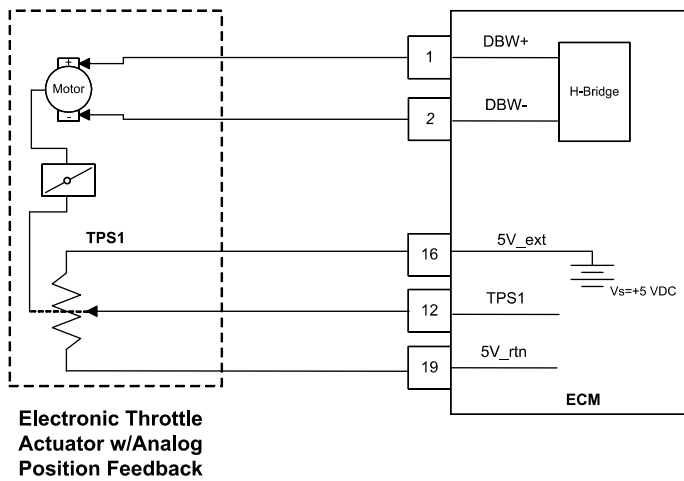 +
Motor
-
1
DBW+
2
DBW-
H-Bridge
TPS1
16
5V_ext
Vs=+5 VDC
12
TPS1
19
5V_rtn
ECM
Electronic Throttle
Actuator w/Analog
Position Feedback